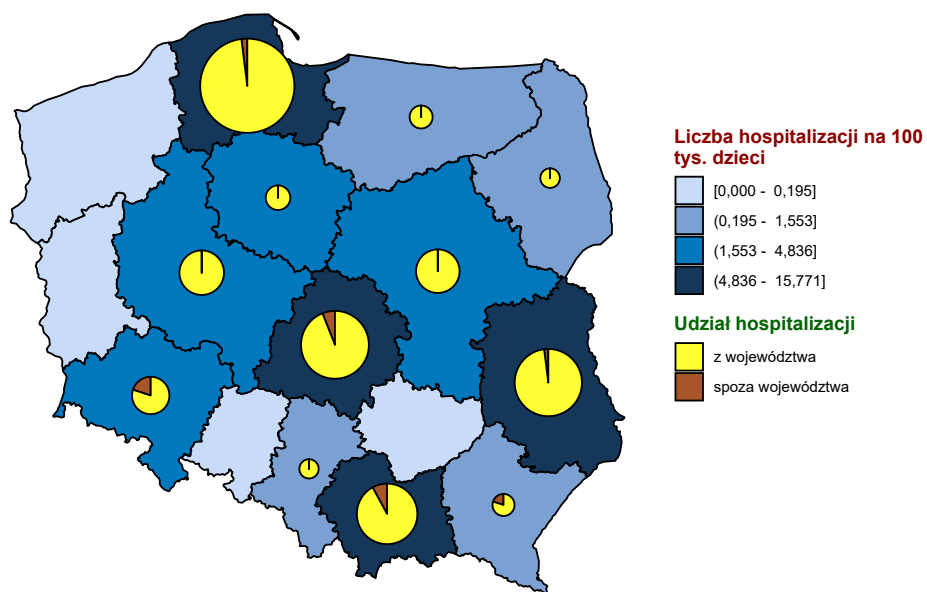 Liczba hospitalizacji na 100
tys. dzieci
[0,000 - 0,195]
(0,195 - 1,553]
(1,553 - 4,836]
(4,836 - 15,771]
Udział hospitalizacji
z województwa
spoza województwa